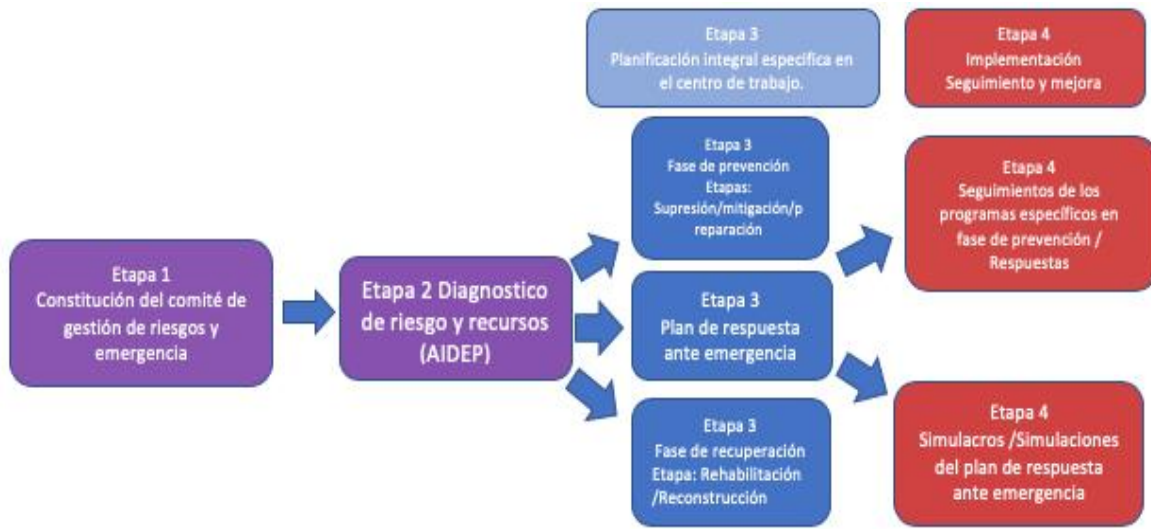 Etapa 1
Constitución del comité de
gestión de riesgos y
emergencia
Etapa 2 Diagnostico
de riesgo y recursos
(AIDEP)
Etapa 3
Planificación integral especifica en
el centro de trabajo.
Etapa 3
Fase de prevención
Etapas:
Supresión/mitigación/p
reparación
Etapa 3
Plan de respuesta
ante emergencia
Etapa 3
Fase de recuperación
Etapa: Rehabilitación
/Reconstrucción
Etapa 4
Implementación
Seguimiento y mejora
Etapa 4
Seguimientos de los
programas específicos en
fase de prevención /
Respuestas
Etapa 4
Simulacros /Simulaciones
del plan de respuesta
ante emergencia